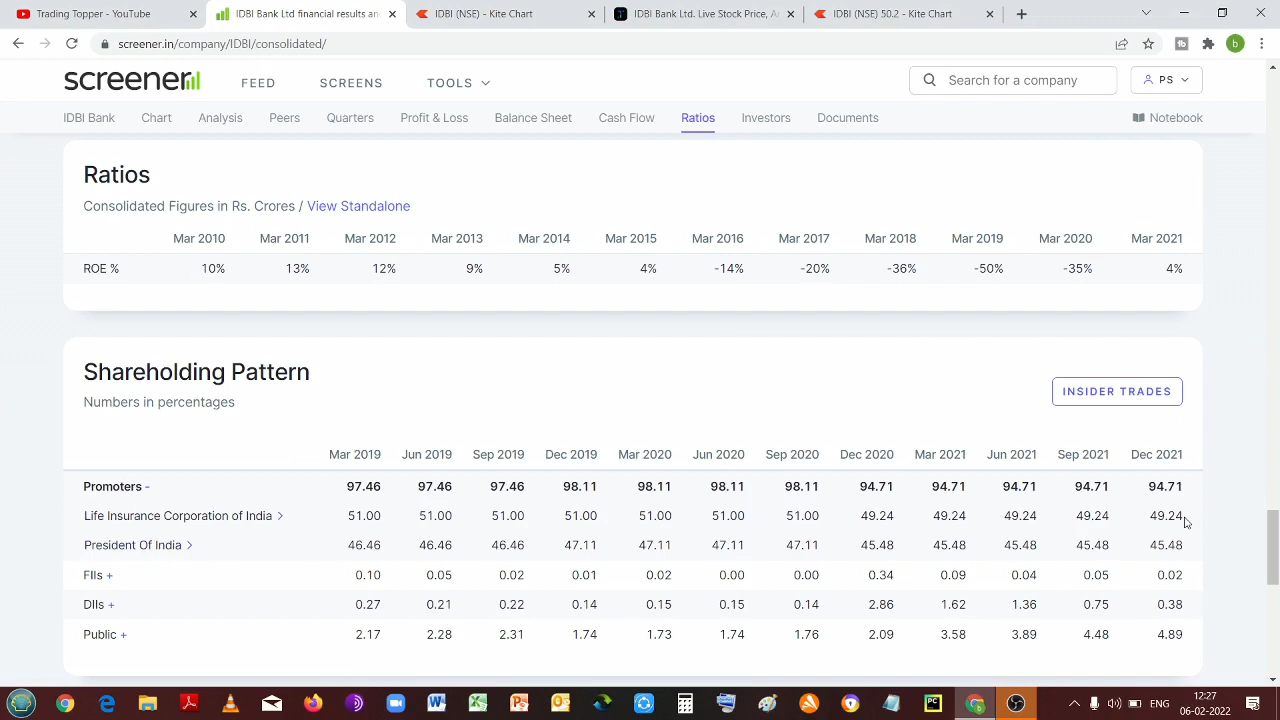 Trading Topper - YouTube
IDBI Bank Ltd financial results an
IDBI (NSE) - Kite Chart
IDBI Bank Ltd. Live Stock Price, A
IDBI (NSE) 50.2 - Kite Chart
screener.in/company/IDBI/consolidated/
screener FEED SCREENS TOOLS Search for a company PS
IDBI Bank Chart Analysis Peers Quarters Profit & Loss Balance Sheet Cash Flow Ratios Investors Documents Notebook
Ratios
Consolidated Figures in Rs. Crores / View Standalone
Mar 2010 Mar 2011 Mar 2012 Mar 2013 Mar 2014 Mar 2015 Mar 2016 Mar 2017 Mar 2018 Mar 2019 Mar 2020 Mar 2021
ROE % 10% 13% 12% 9% 5% 4% -14% -20% -36% -50% -35% 4%
Shareholding Pattern
Numbers in percentages
INSIDER TRADES
Mar 2019 Jun 2019 Sep 2019 Dec 2019 Mar 2020 Jun 2020 Sep 2020 Dec 2020 Mar 2021 Jun 2021 Sep 2021 Dec 2021
Promoters - 97.46 97.46 97.46 98.11 98.11 98.11 98.11 94.71 94.71 94.71 94.71 94.71
Life Insurance Corporation of India > 51.00 51.00 51.00 51.00 51.00 51.00 51.00 49.24 49.24 49.24 49.24 49.24
President Of India > 46.46 46.46 46.46 47.11 47.11 47.11 47.11 45.48 45.48 45.48 45.48 45.48
FIIs + 0.10 0.05 0.02 0.01 0.02 0.00 0.00 0.34 0.09 0.04 0.05 0.02
DIIs + 0.27 0.21 0.22 0.14 0.15 0.15 0.14 2.86 1.62 1.36 0.75 0.38
Public + 2.17 2.28 2.31 1.74 1.73 1.74 1.76 2.09 3.58 3.89 4.48 4.89
ENG
12:27
06-02-2022